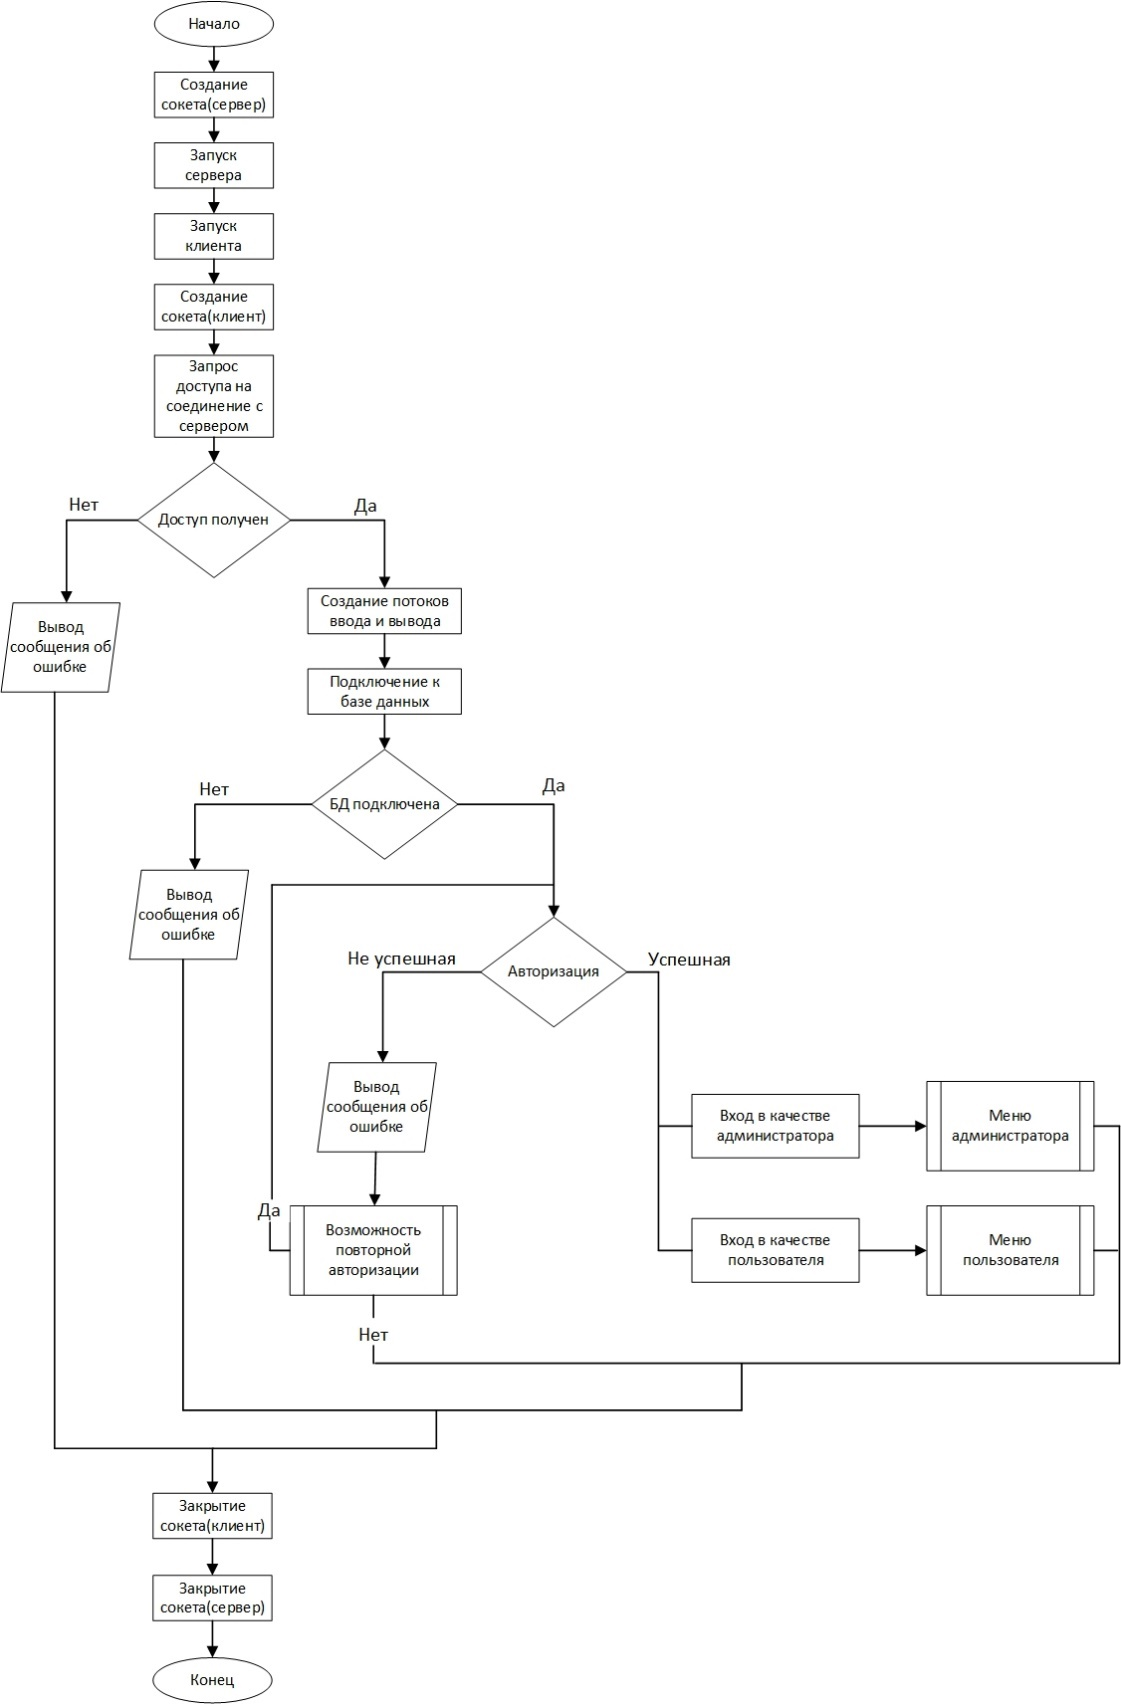 Начало
Создание
сокета(сервер)
Запуск
сервера
Запуск
клиента
Создание
сокета(клиент)
Запрос
доступа на
соединение с
сервером
Нет
Да
Доступ получен
Вывод
сообщения об
ошибке
Создание потоков
ввода и вывода
Подключение к
базе данных
Нет
Да
БД подключена
Вывод
сообщения об
ошибке
Не успешная
Успешная
Авторизация
Вывод
сообщения об
ошибке
Вход в качестве
администратора
Меню
администратора
Да
Возможность
повторной
авторизации
Вход в качестве
пользователя
Меню
пользователя
Нет
Закрытие
сокета(клиент)
Закрытие
сокета(сервер)
Конец